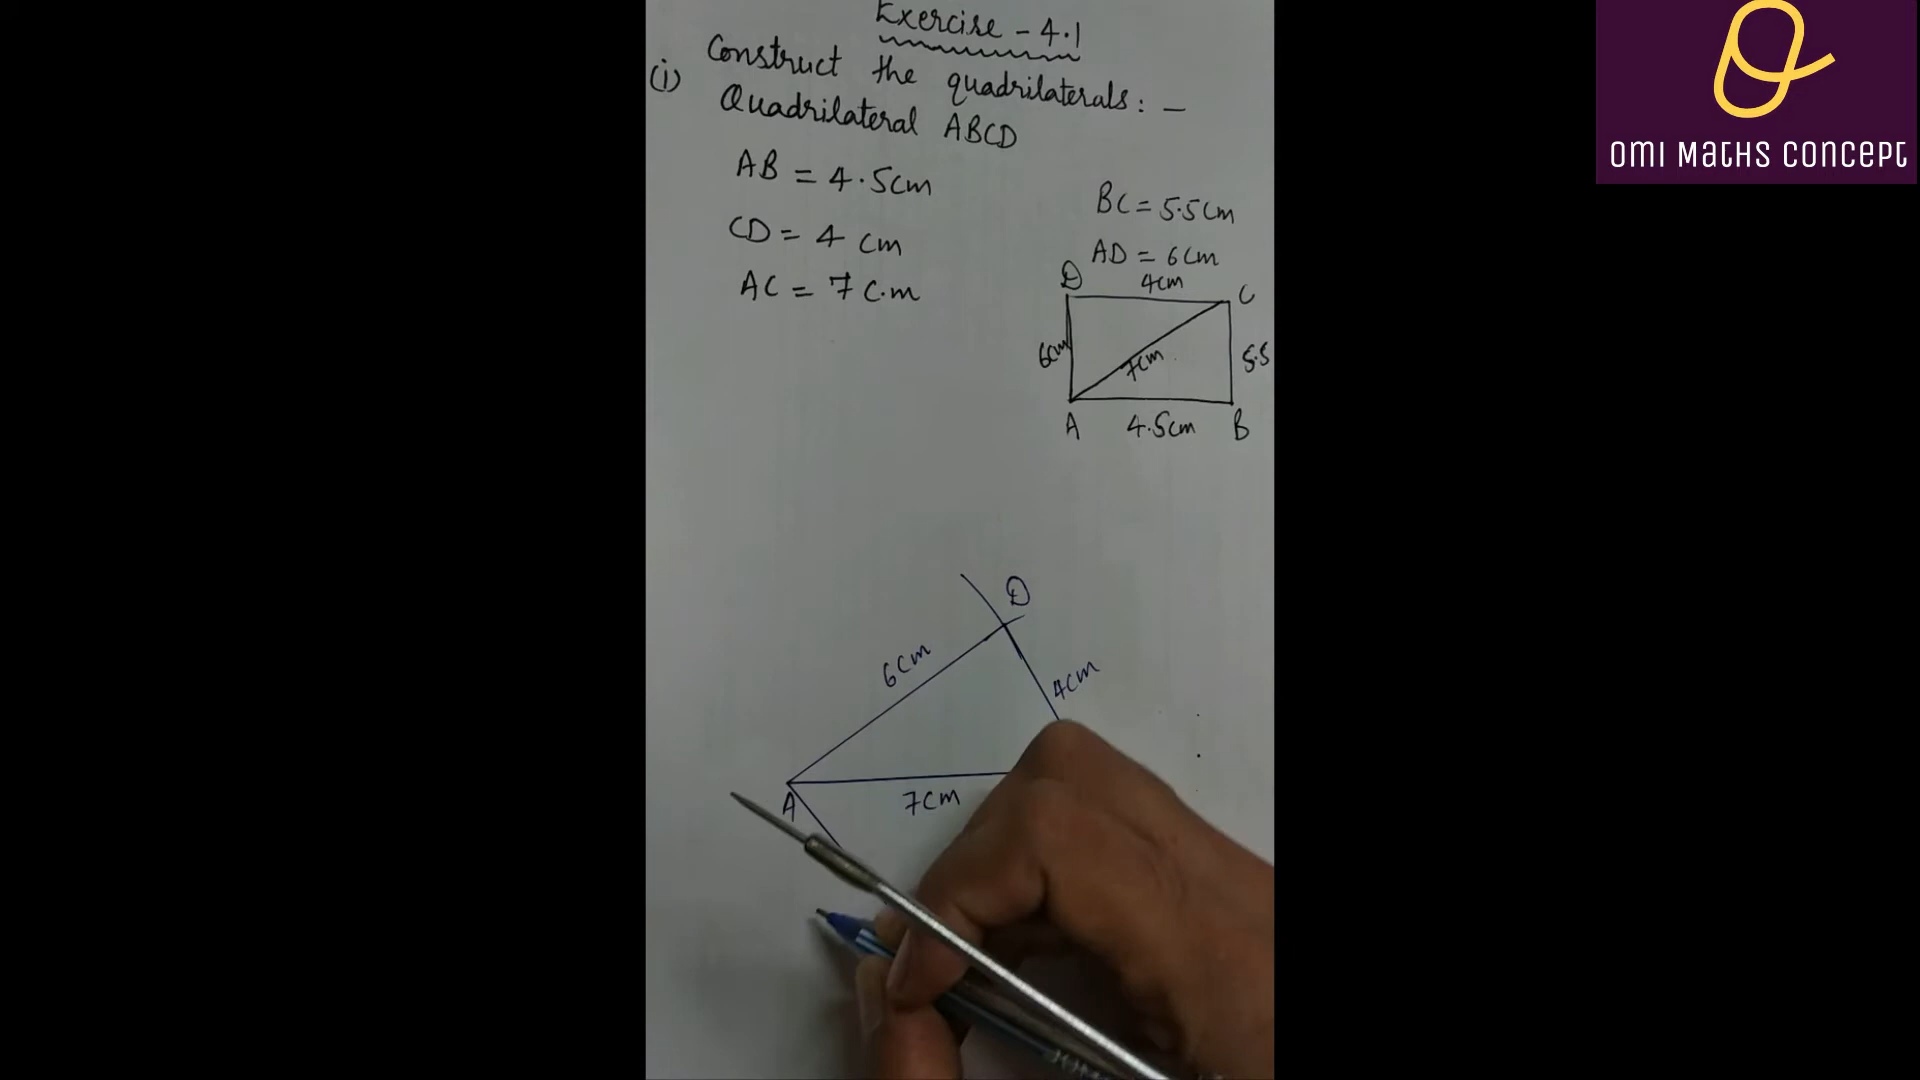 Exercise - 4.1
(i) Construct the quadrilaterals: -
Quadrilateral ABCD
AB = 4.5cm
CD = 4 cm
AC = 7 c.m
BC = 5.5cm
AD = 6cm
D 4cm C
6cm 7cm 5.5
A 4.5cm B
D
6cm
4cm
A 7cm
OMI MATHS CONCEPT